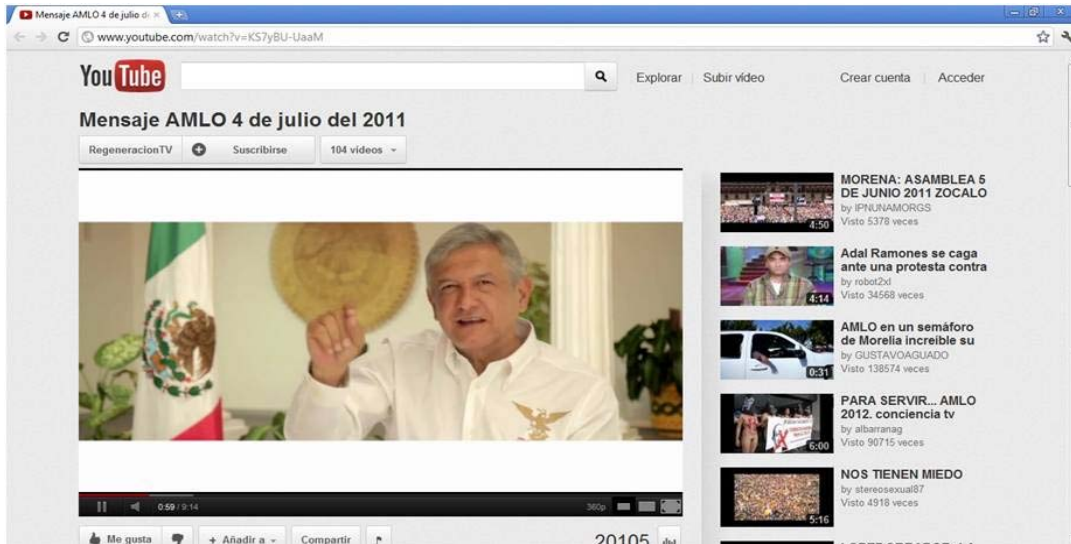 Mensaje AMLO 4 de julio de
www.youtube.com/watch?v=KS7yBU-UaaM
YouTube
Explorar
Subir vídeo
Crear cuenta
Acceder
Mensaje AMLO 4 de julio del 2011
RegeneracionTV
Suscribirse
104 videos
0:59 / 9:14
360p
Me gusta
+ Añadir a
Compartir
20105
MORENA: ASAMBLEA 5
DE JUNIO 2011 ZOCALO
by IPNUNAMORGS
Visto 5378 veces
4:50
Adal Ramones se caga
ante una protesta contra
by robot2xl
Visto 34568 veces
4:14
AMLO en un semáforo
de Morelia increíble su
by GUSTAVOAGUADO
Visto 138574 veces
0:31
PARA SERVIR... AMLO
2012. conciencia tv
by albarranag
Visto 90715 veces
6:00
NOS TIENEN MIEDO
by stereosexual87
Visto 4918 veces
5:16